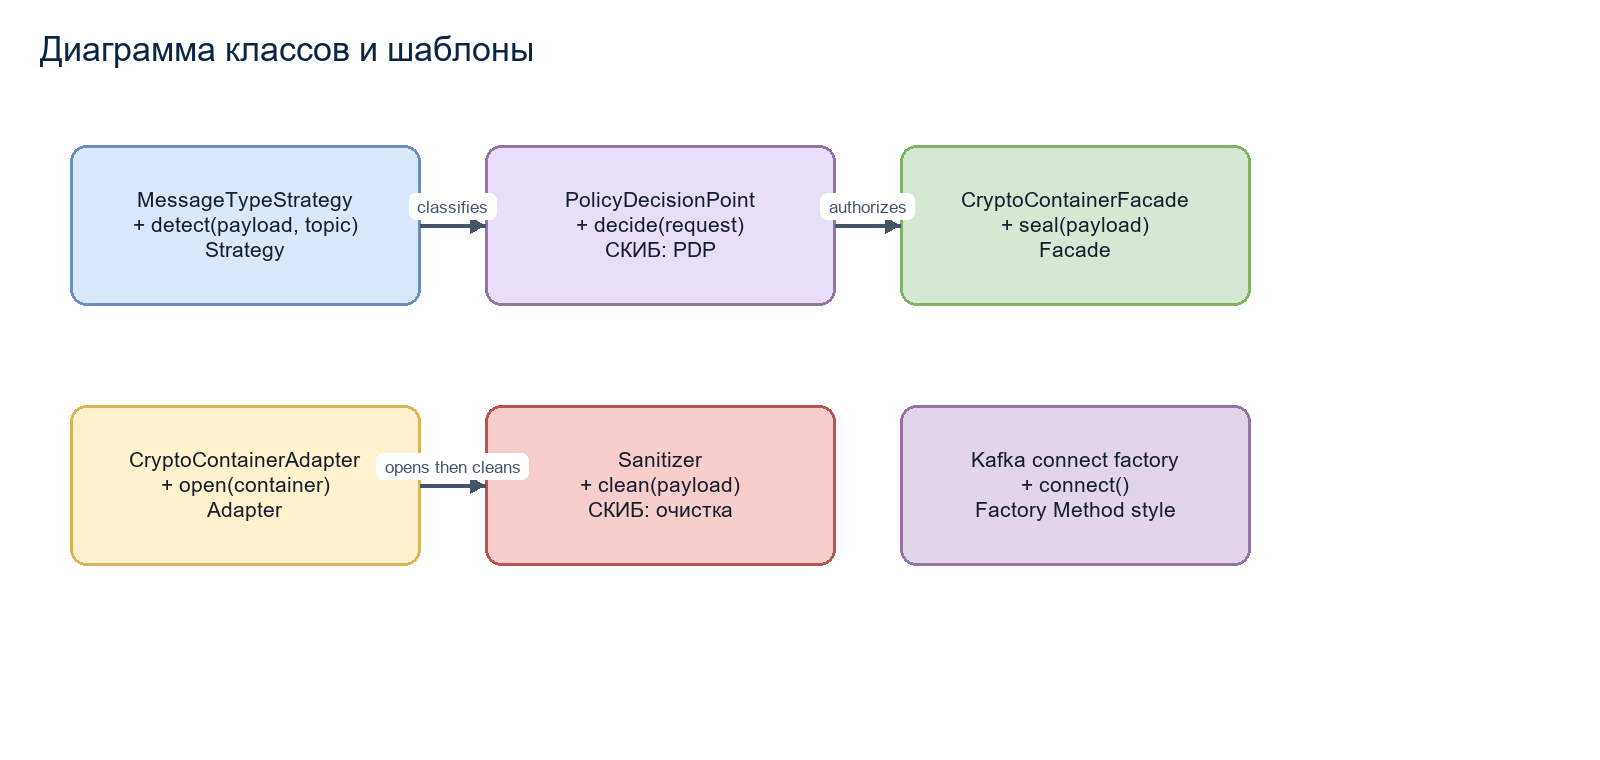 Диаграмма классов и шаблоны
MessageTypeStrategy
+ detect(payload, topic)
Strategy
classifies
PolicyDecisionPoint
+ decide(request)
СКИБ: PDP
authorizes
CryptoContainerFacade
+ seal(payload)
Facade
CryptoContainerAdapter
+ open(container)
Adapter
opens then cleans
Sanitizer
+ clean(payload)
СКИБ: очистка
Kafka connect factory
+ connect()
Factory Method style